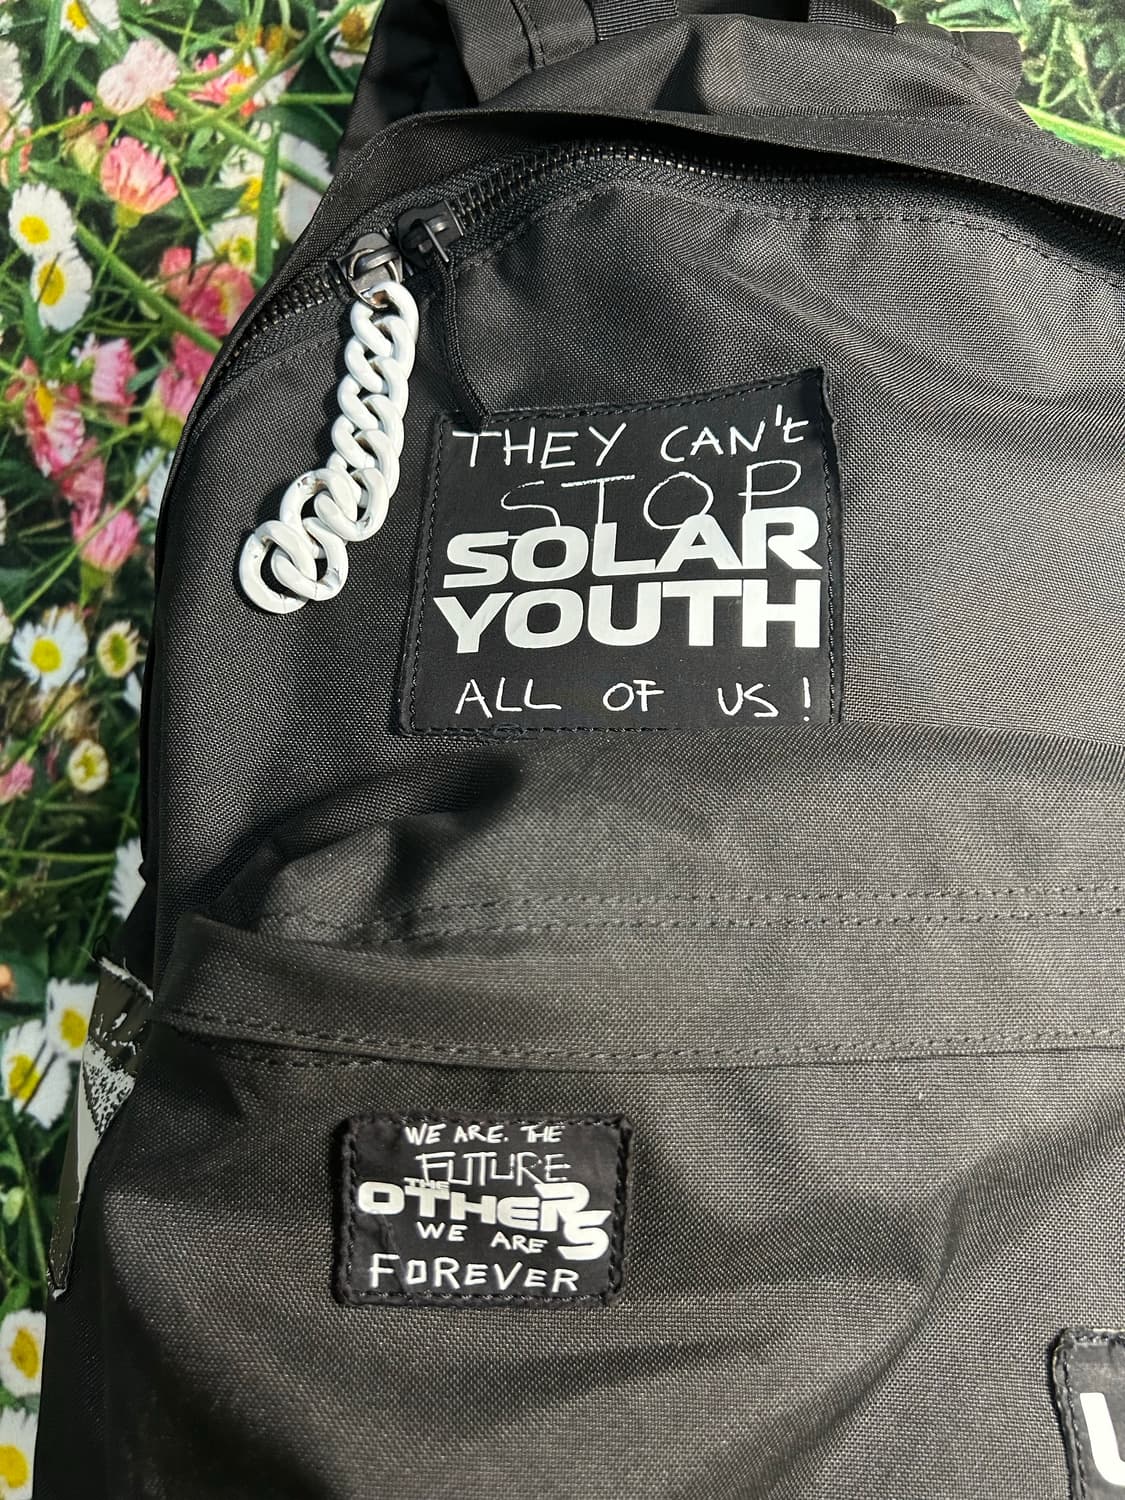 THEY CAN't
STOP
SOLAR
YOUTH
ALL OF US!
WE ARE. THE
FUTURE
THE
OTHERS
WE ARE
FOREVER